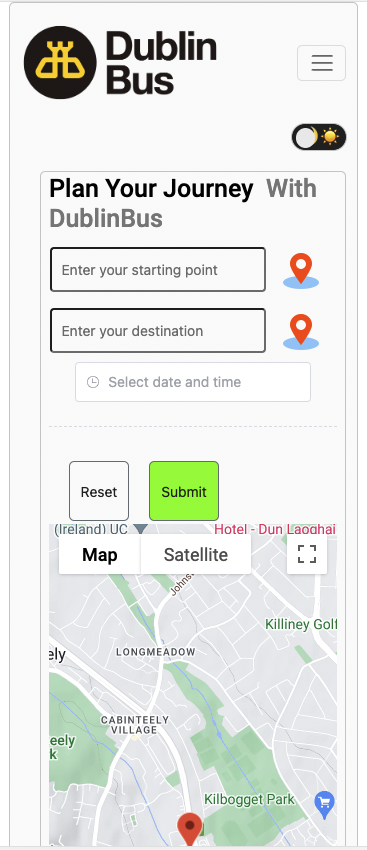 Dublin
Bus
Plan Your Journey With
DublinBus
Enter your starting point
Enter your destination
Select date and time
Reset
Submit
(Ireland) UC
Hotel - Dun Laoghai
Map
Satellite
Johnst
Killiney Golf
ely
LONGMEADOW
CABINTEELY
VILLAGE
eely
k
Kilbogget Park